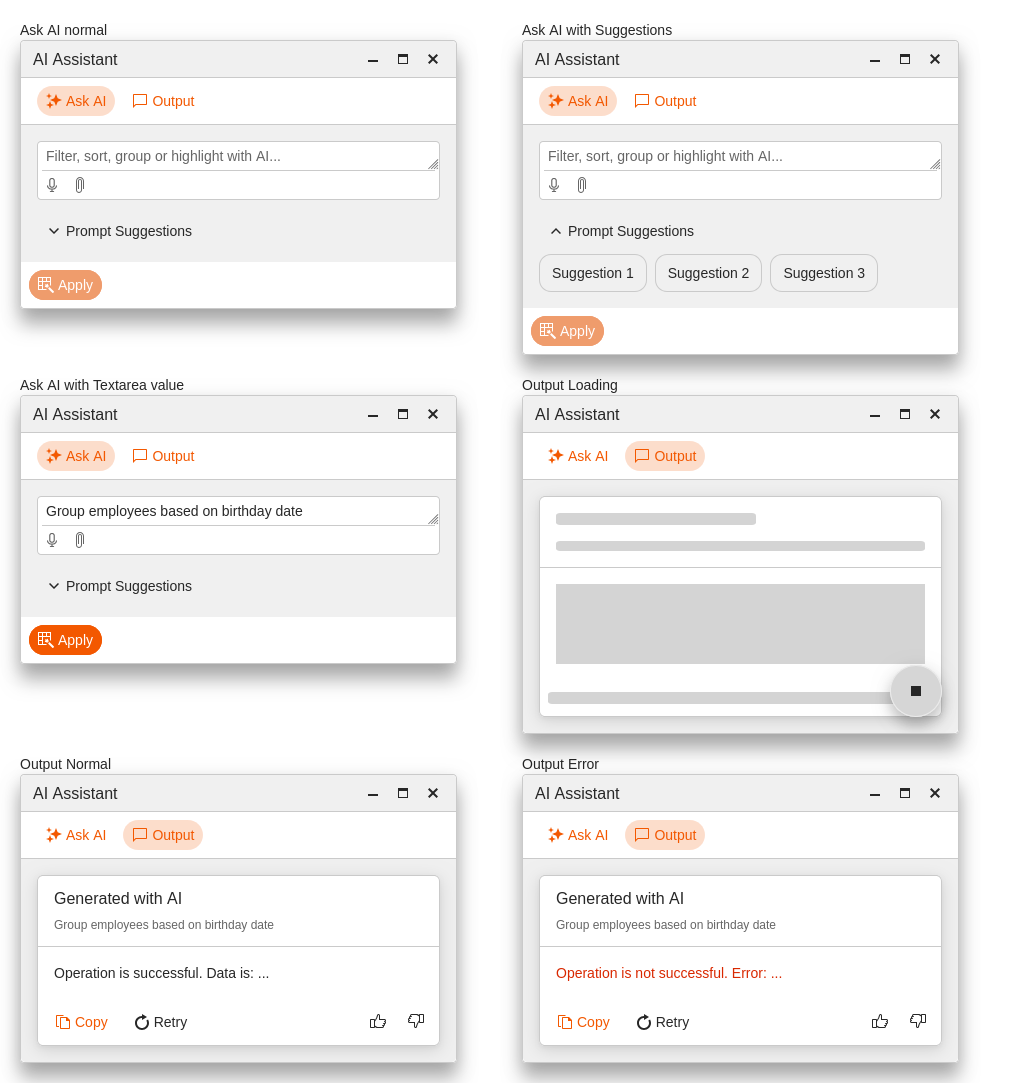 Ask AI normal
AI Assistant
Ask AI Output
Filter, sort, group or highlight with AI...
Prompt Suggestions
Apply
Ask AI with Suggestions
AI Assistant
Ask AI Output
Filter, sort, group or highlight with AI...
Prompt Suggestions
Suggestion 1 Suggestion 2 Suggestion 3
Apply
Ask AI with Textarea value
AI Assistant
Ask AI Output
Group employees based on birthday date
Prompt Suggestions
Apply
Output Loading
AI Assistant
Ask AI Output
Output Normal
AI Assistant
Ask AI Output
Generated with AI
Group employees based on birthday date
Operation is successful. Data is: ...
Copy Retry
Output Error
AI Assistant
Ask AI Output
Generated with AI
Group employees based on birthday date
Operation is not successful. Error: ...
Copy Retry